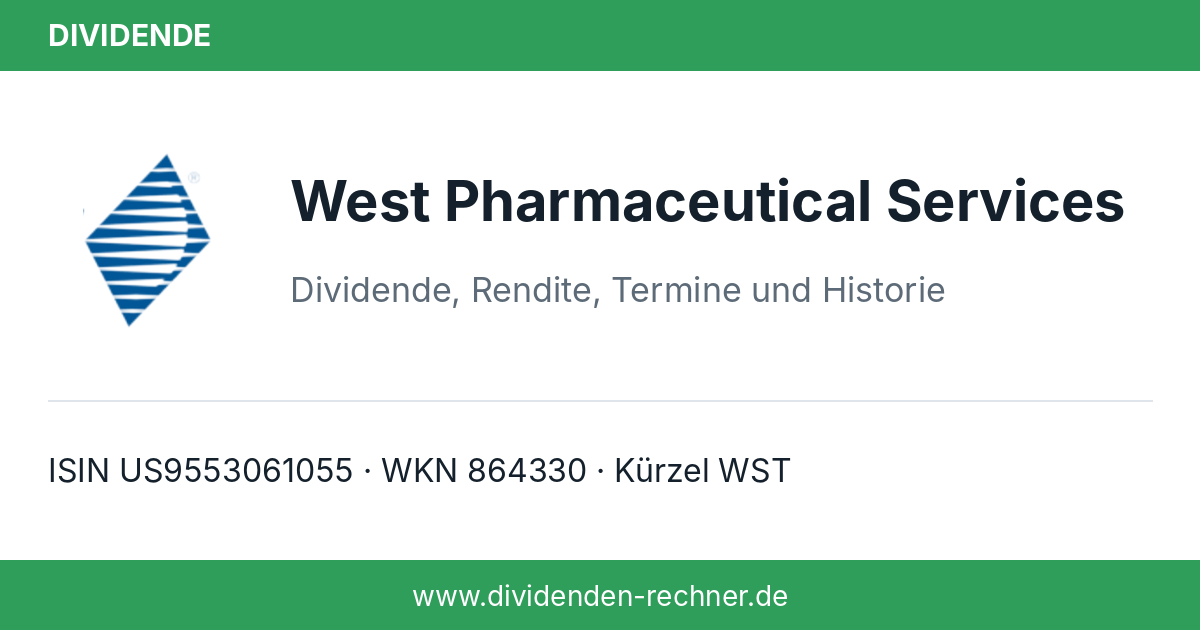 DIVIDENDE
®
West Pharmaceutical Services
Dividende, Rendite, Termine und Historie
ISIN US9553061055 · WKN 864330 · Kürzel WST
www.dividenden-rechner.de